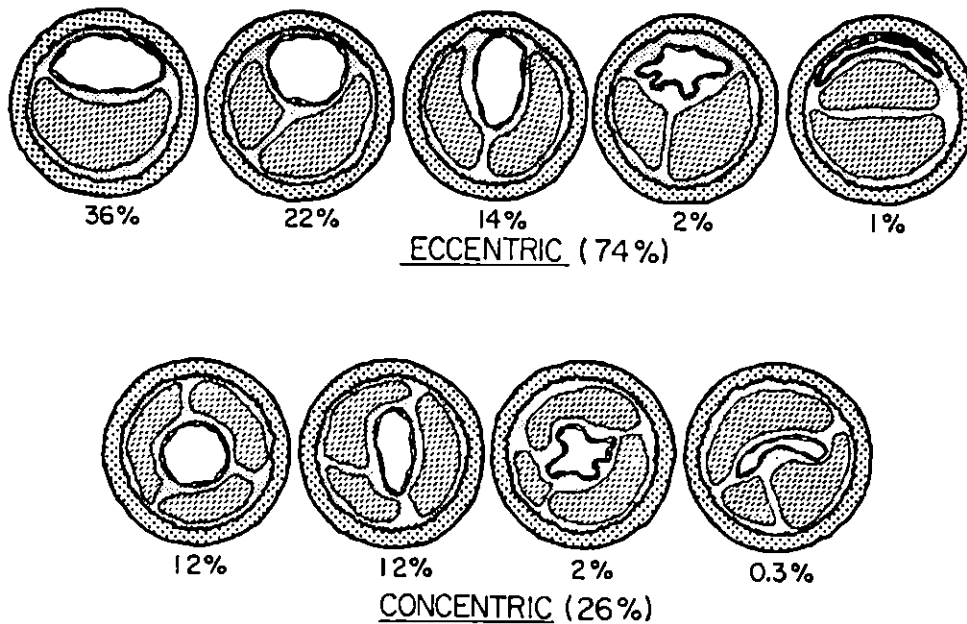 36% 22% 14% 2% 1%
ECCENTRIC (74%)
12% 12% 2% 0.3%
CONCENTRIC (26%)